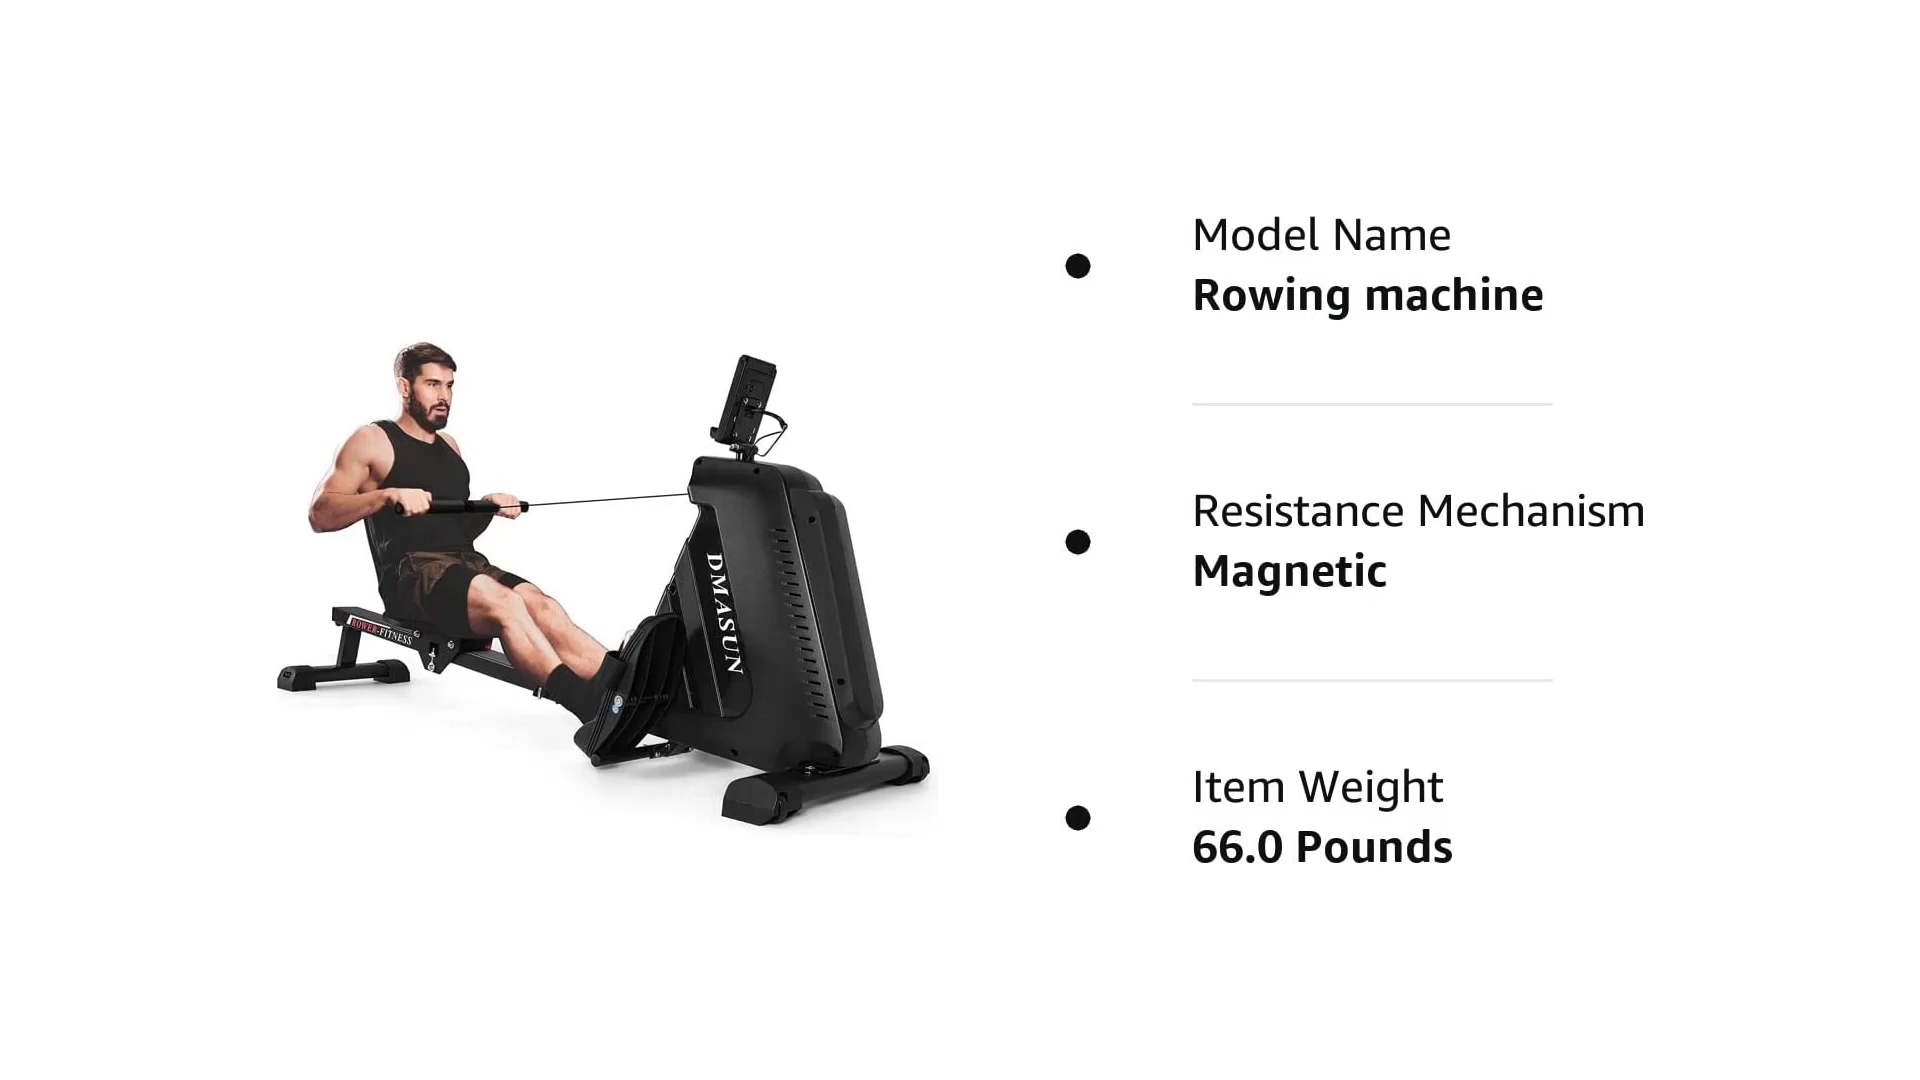 ROWER-FITNESS
DMASUN
Model Name
Rowing machine
Resistance Mechanism
Magnetic
Item Weight
66.0 Pounds